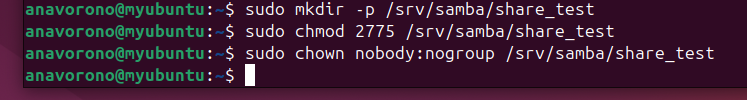 anavorono@myubuntu:~$ sudo mkdir -p /srv/samba/share_test
anavorono@myubuntu:~$ sudo chmod 2775 /srv/samba/share_test
anavorono@myubuntu:~$ sudo chown nobody:nogroup /srv/samba/share_test
anavorono@myubuntu:~$